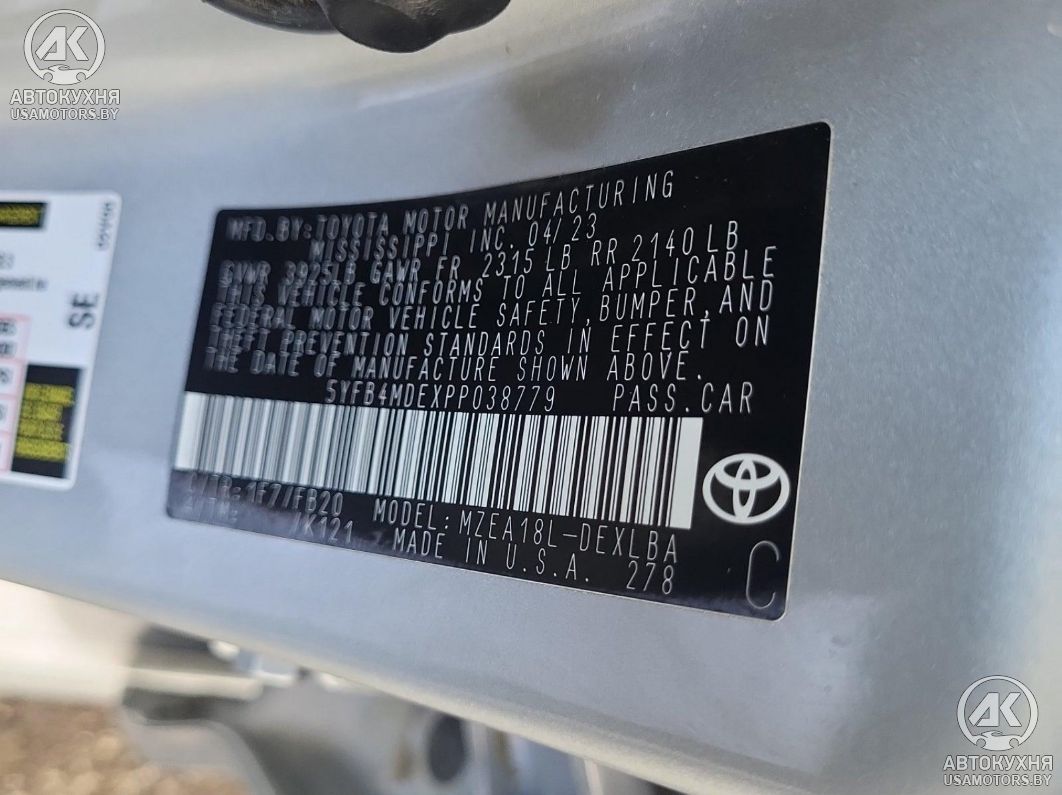 AK
АВТОКУХНЯ
USAMOTORS.BY
SE
MFD. BY: TOYOTA MOTOR MANUFACTURING
MISSISSIPPI INC. 04/23
GVWR 3925LB GAWR FR 2315 LB RR 2140 LB
THIS VEHICLE CONFORMS TO ALL APPLICABLE
FEDERAL MOTOR VEHICLE SAFETY, BUMPER, AND
THEFT PREVENTION STANDARDS IN EFFECT ON
THE DATE OF MANUFACTURE SHOWN ABOVE.
5YFB4MDEXPP038779 PASS.CAR
C/TR: 1F7/FB20 MODEL: MZEA18L-DEXLBA
/K121 MADE IN U.S.A. 278
C
AK
АВТОКУХНЯ
USAMOTORS.BY